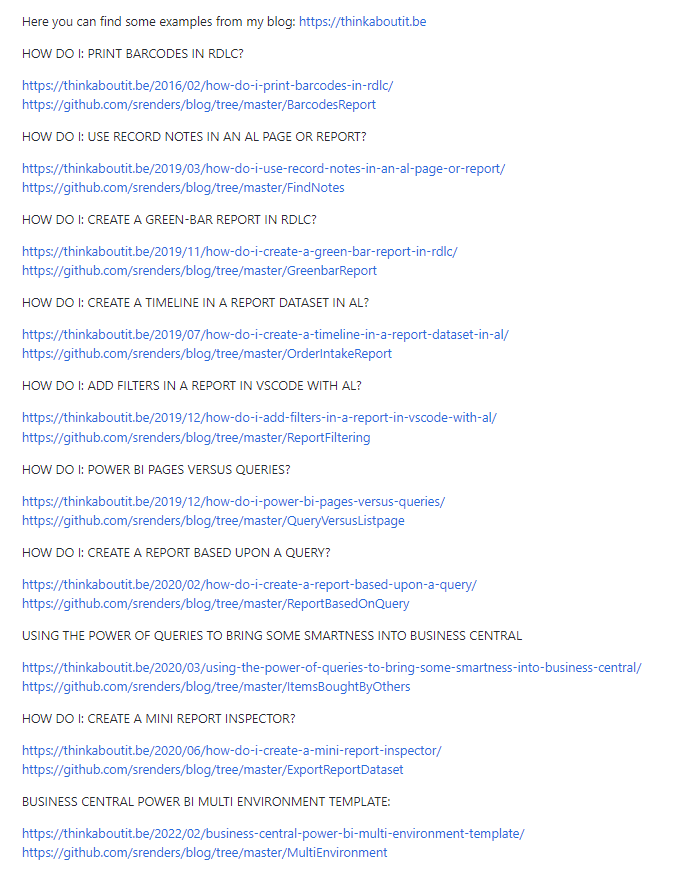 Here you can find some examples from my blog: https://thinkaboutit.be
HOW DO I: PRINT BARCODES IN RDLC?
https://thinkaboutit.be/2016/02/how-do-i-print-barcodes-in-rdlc/
https://github.com/srenders/blog/tree/master/BarcodesReport
HOW DO I: USE RECORD NOTES IN AN AL PAGE OR REPORT?
https://thinkaboutit.be/2019/03/how-do-i-use-record-notes-in-an-al-page-or-report/
https://github.com/srenders/blog/tree/master/FindNotes
HOW DO I: CREATE A GREEN-BAR REPORT IN RDLC?
https://thinkaboutit.be/2019/11/how-do-i-create-a-green-bar-report-in-rdlc/
https://github.com/srenders/blog/tree/master/GreenbarReport
HOW DO I: CREATE A TIMELINE IN A REPORT DATASET IN AL?
https://thinkaboutit.be/2019/07/how-do-i-create-a-timeline-in-a-report-dataset-in-al/
https://github.com/srenders/blog/tree/master/OrderIntakeReport
HOW DO I: ADD FILTERS IN A REPORT IN VSCODE WITH AL?
https://thinkaboutit.be/2019/12/how-do-i-add-filters-in-a-report-in-vscode-with-al/
https://github.com/srenders/blog/tree/master/ReportFiltering
HOW DO I: POWER BI PAGES VERSUS QUERIES?
https://thinkaboutit.be/2019/12/how-do-i-power-bi-pages-versus-queries/
https://github.com/srenders/blog/tree/master/QueryVersusListpage
HOW DO I: CREATE A REPORT BASED UPON A QUERY?
https://thinkaboutit.be/2020/02/how-do-i-create-a-report-based-upon-a-query/
https://github.com/srenders/blog/tree/master/ReportBasedOnQuery
USING THE POWER OF QUERIES TO BRING SOME SMARTNESS INTO BUSINESS CENTRAL
https://thinkaboutit.be/2020/03/using-the-power-of-queries-to-bring-some-smartness-into-business-central/
https://github.com/srenders/blog/tree/master/ItemsBoughtByOthers
HOW DO I: CREATE A MINI REPORT INSPECTOR?
https://thinkaboutit.be/2020/06/how-do-i-create-a-mini-report-inspector/
https://github.com/srenders/blog/tree/master/ExportReportDataset
BUSINESS CENTRAL POWER BI MULTI ENVIRONMENT TEMPLATE:
https://thinkaboutit.be/2022/02/business-central-power-bi-multi-environment-template/
https://github.com/srenders/blog/tree/master/MultiEnvironment